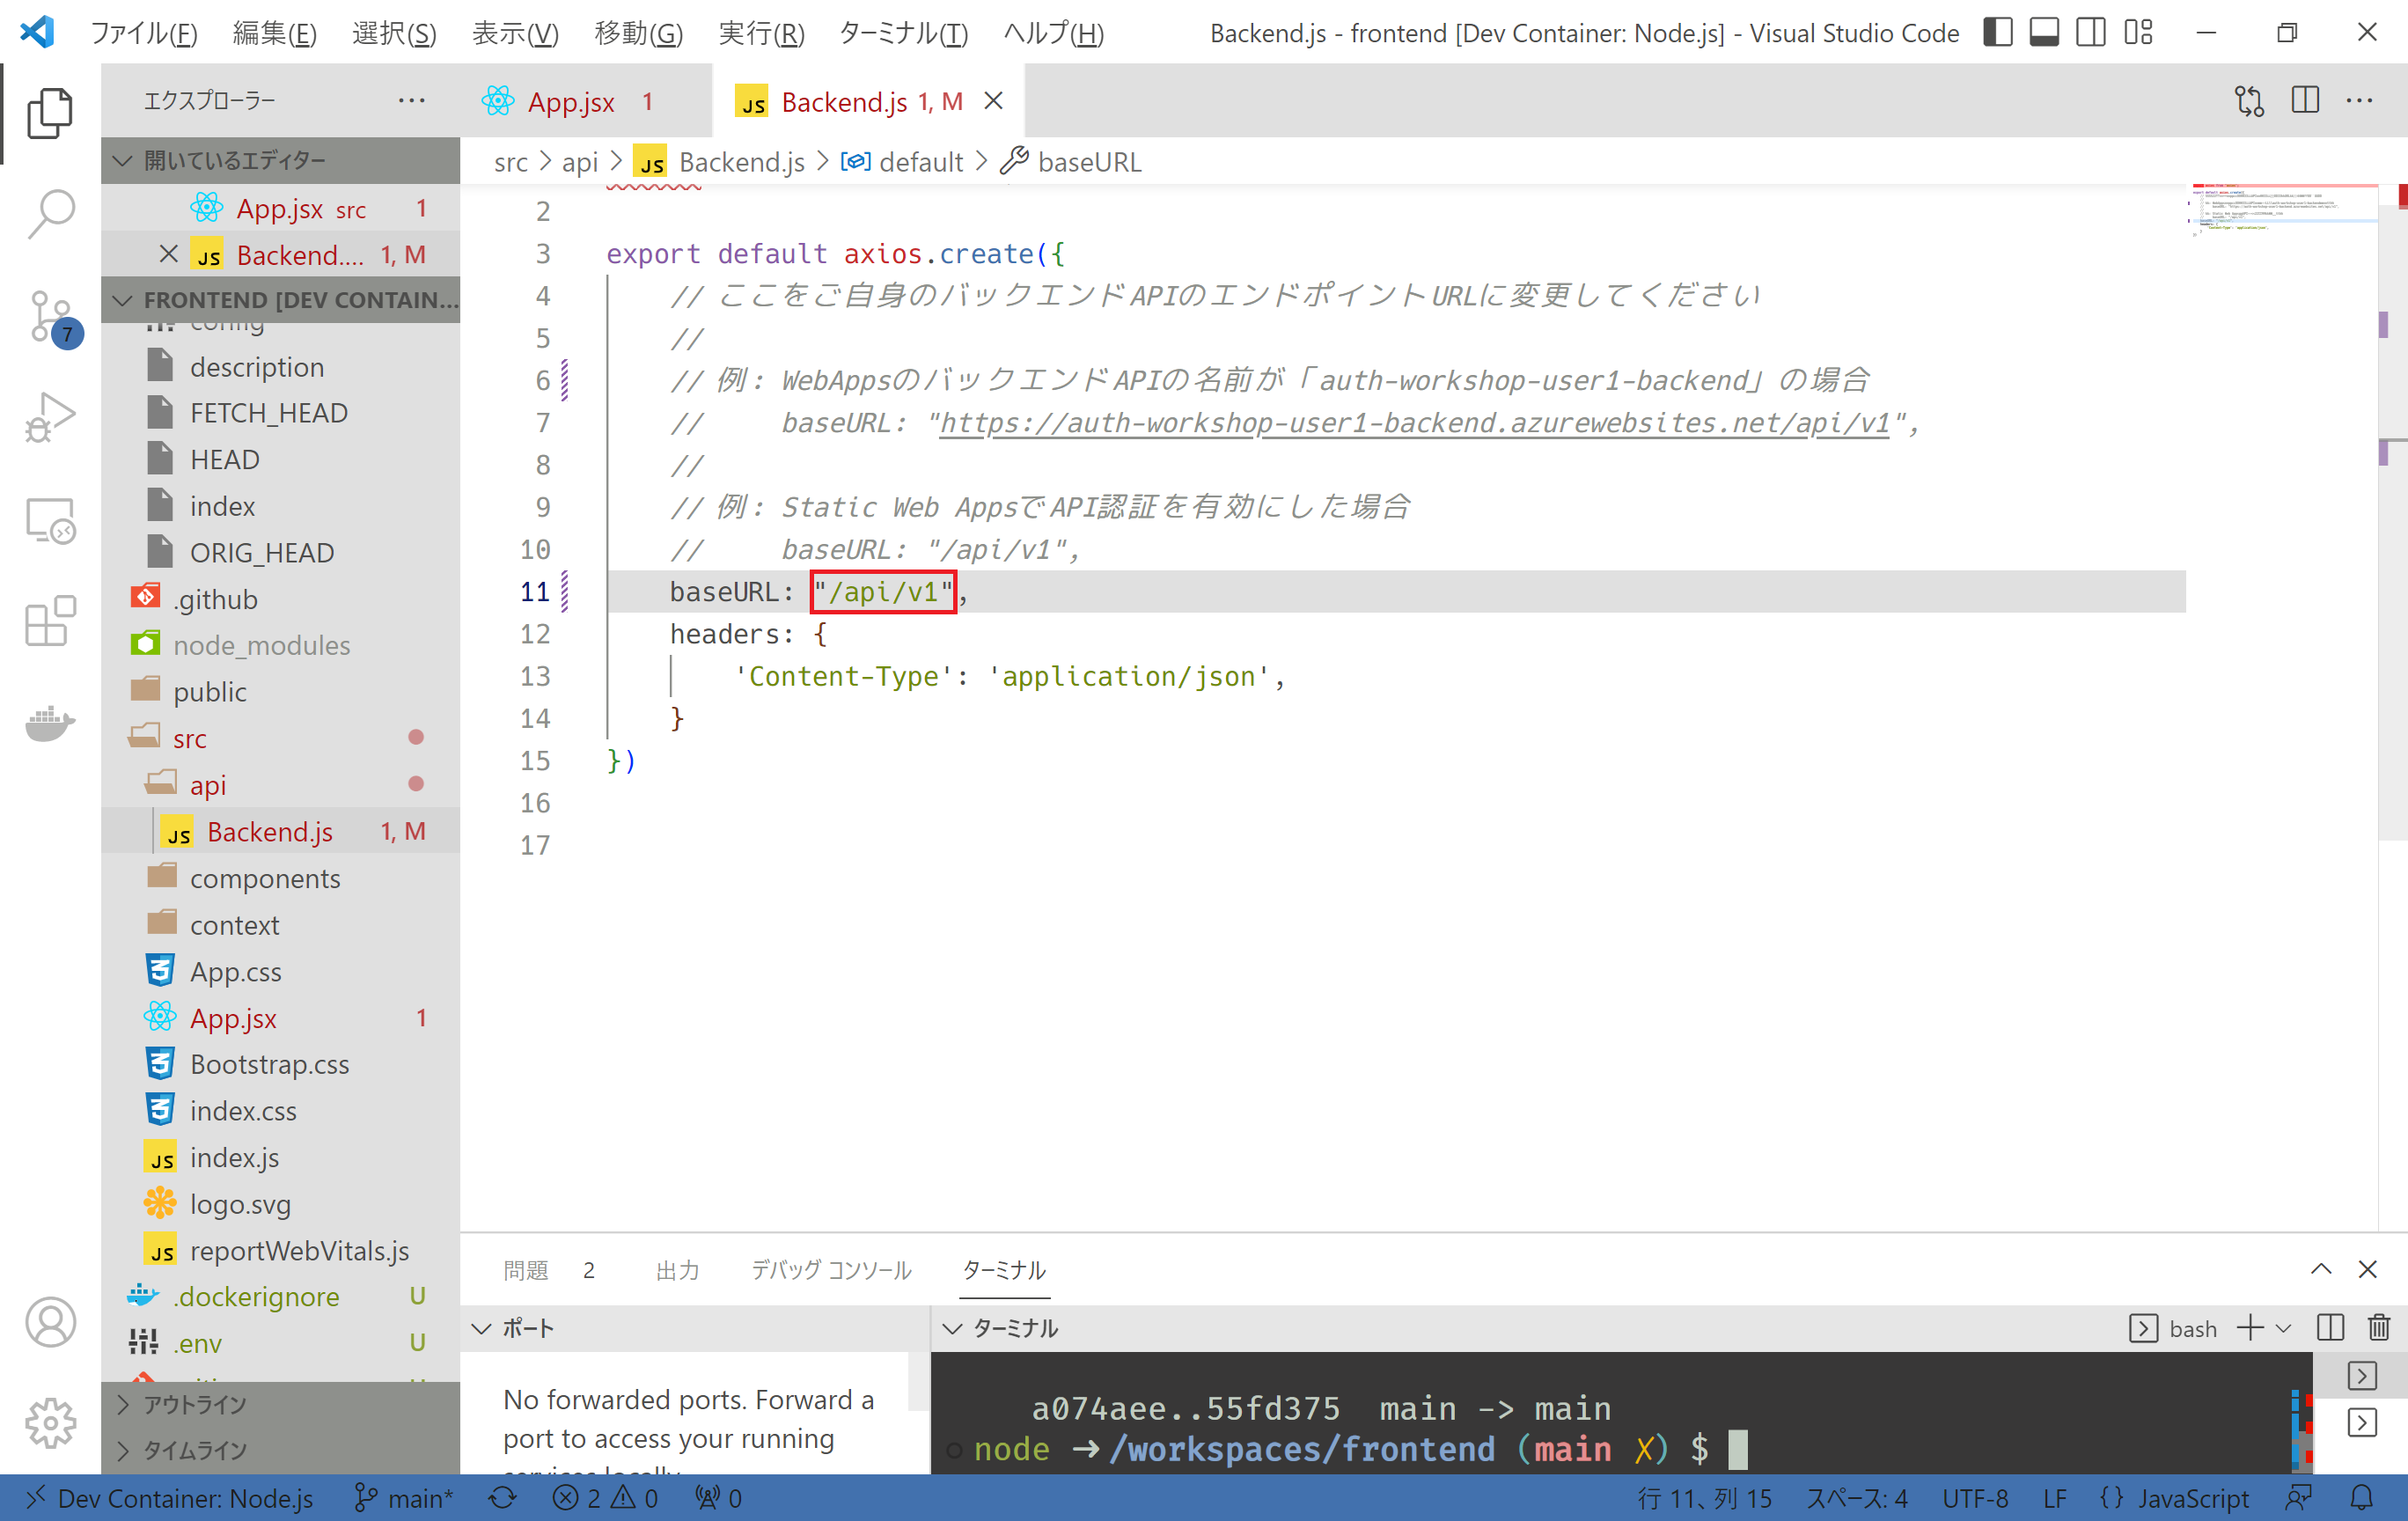 ファイル(F) 編集(E) 選択(S) 表示(V) 移動(G) 実行(R) ターミナル(T) ヘルプ(H) Backend.js - frontend [Dev Container: Node.js] - Visual Studio Code
エクスプローラー
App.jsx 1
Backend.js 1, M
開いているエディター
App.jsx src 1
Backend.... 1, M
FRONTEND [DEV CONTAIN...
config
description
FETCH_HEAD
HEAD
index
ORIG_HEAD
.github
node_modules
public
src
api
Backend.js 1, M
components
context
App.css
App.jsx 1
Bootstrap.css
index.css
index.js
logo.svg
reportWebVitals.js
.dockerignore U
.env U
アウトライン
タイムライン
7
src > api > Backend.js > default > baseURL
2
3 export default axios.create({
4 // ここをご自身のバックエンドAPIのエンドポイントURLに変更してください
5 //
6 // 例: WebAppsのバックエンドAPIの名前が「auth-workshop-user1-backend」の場合
7 // baseURL: "https://auth-workshop-user1-backend.azurewebsites.net/api/v1",
8 //
9 // 例: Static Web AppsでAPI認証を有効にした場合
10 // baseURL: "/api/v1",
11 baseURL: "/api/v1",
12 headers: {
13 'Content-Type': 'application/json',
14 }
15 })
16
17
問題 2 出力 デバッグ コンソール ターミナル
ポート
No forwarded ports. Forward a
port to access your running
ターミナル
bash
a074aee..55fd375 main -> main
node ➜ /workspaces/frontend (main ✗) $
Dev Container: Node.js main* 2 0 0 行 11、列 15 スペース: 4 UTF-8 LF {} JavaScript